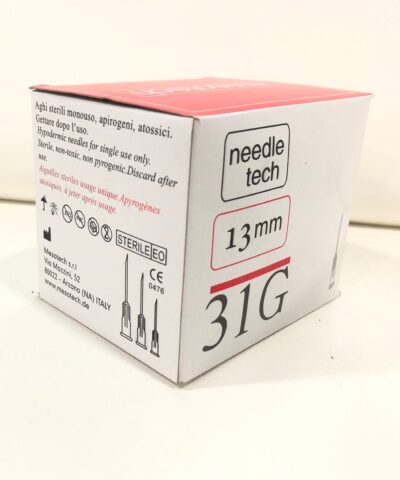 Aghi sterili monouso, apirogeni, atossici.
Gettare dopo l'uso.
Hypodermic needles for single use only.
Sterile, non-toxic, non pyrogenic.Discard after
use.
Aiguilles steriles usage unique.Apyrogènes
atoxiques, à jeter après usage.
STERILE EO
Mesotech s.r.l
Via Mazzini, 52
80022 - Arzano (NA) ITALY
www.mesotech.de
CE
0476
needle
tech
13mm
31G